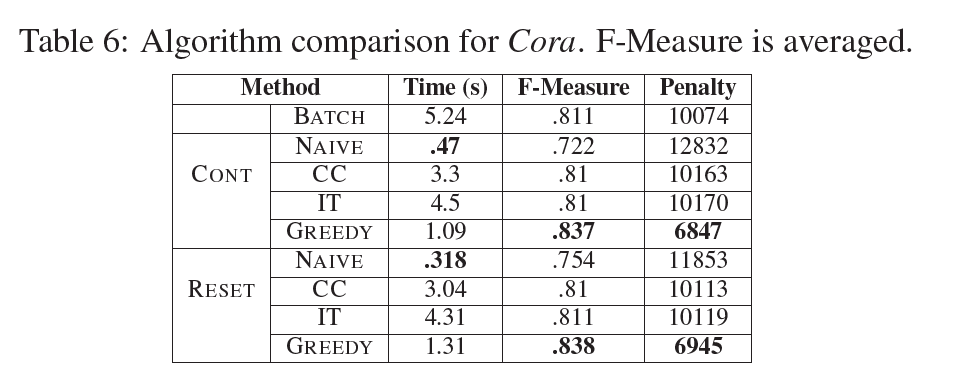 Table 6: Algorithm comparison for Cora. F-Measure is averaged.
Method Time (s) F-Measure Penalty
BATCH 5.24 .811 10074
NAIVE .47 .722 12832
CONT CC 3.3 .81 10163
IT 4.5 .81 10170
GREEDY 1.09 .837 6847
NAIVE .318 .754 11853
RESET CC 3.04 .81 10113
IT 4.31 .811 10119
GREEDY 1.31 .838 6945